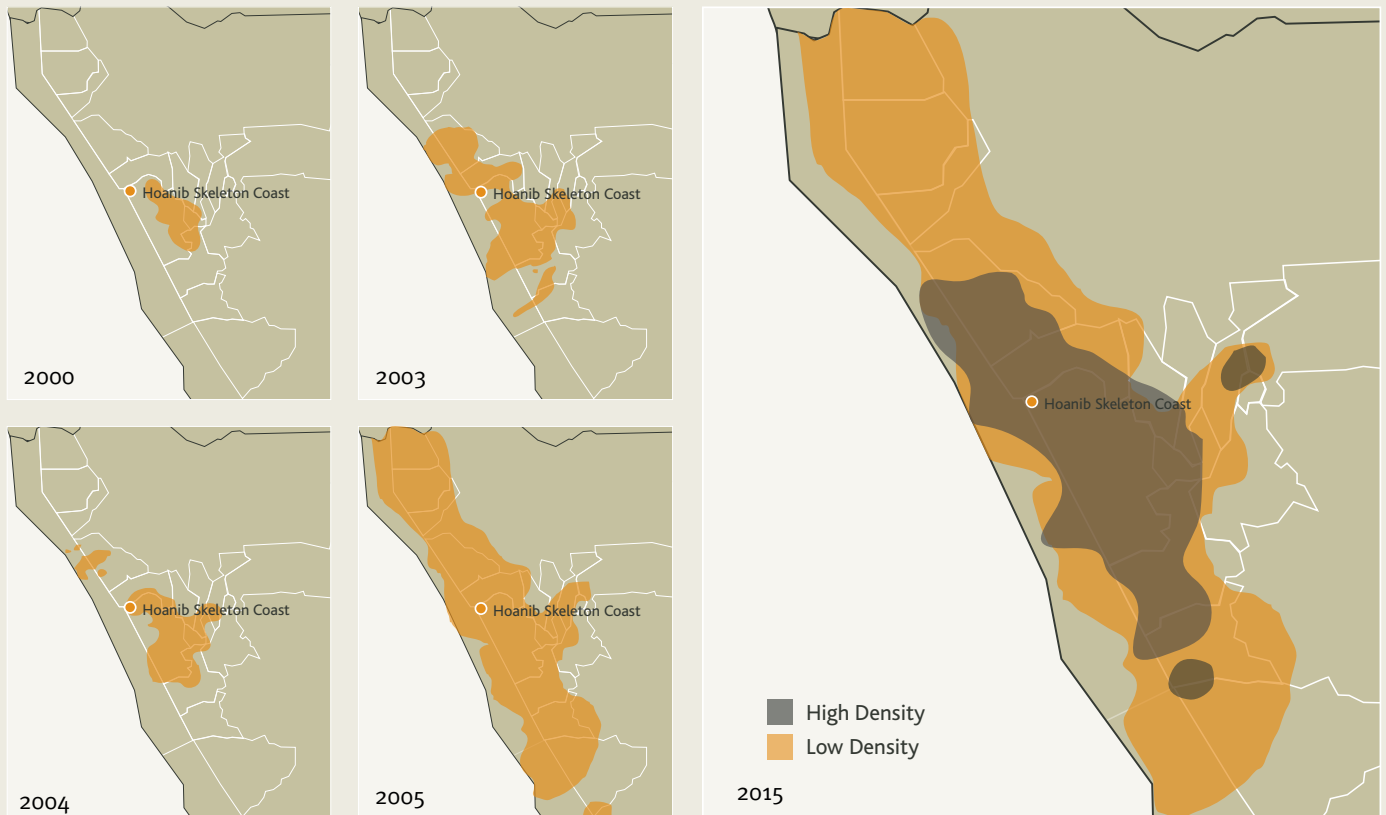 Hoanib Skeleton Coast
2000
Hoanib Skeleton Coast
2003
Hoanib Skeleton Coast
2004
Hoanib Skeleton Coast
2005
Hoanib Skeleton Coast
High Density
Low Density
2015